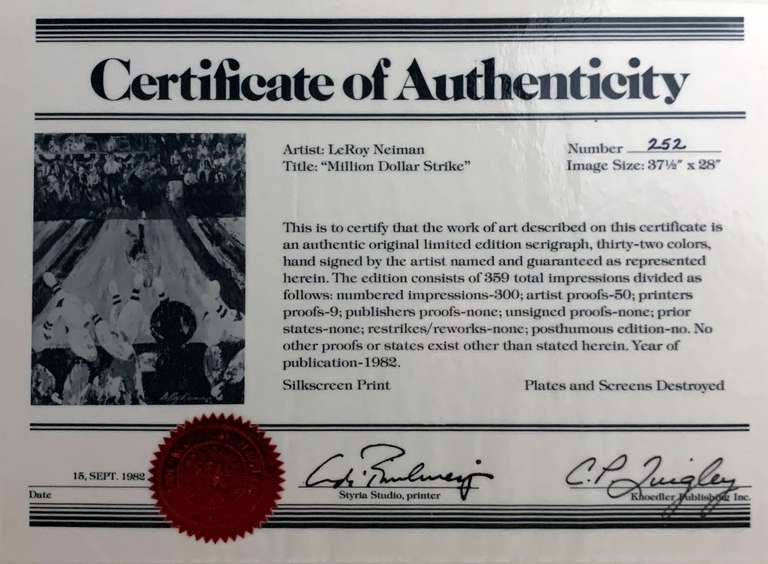 Certificate of Authenticity
Artist: LeRoy Neiman
Title: "Million Dollar Strike"
Number 252
Image Size: 37½" x 28"
This is to certify that the work of art described on this certificate is
an authentic original limited edition serigraph, thirty-two colors,
hand signed by the artist named and guaranteed as represented
herein. The edition consists of 359 total impressions divided as
follows: numbered impressions-300; artist proofs-50; printers
proofs-9; publishers proofs-none; unsigned proofs-none; prior
states-none; restrikes/reworks-none; posthumous edition-no. No
other proofs or states exist other than stated herein. Year of
publication-1982.
Silkscreen Print
Plates and Screens Destroyed
15, SEPT. 1982
Date
Styria Studio, printer
C.P. Quigley
Knoedler Publishing Inc.